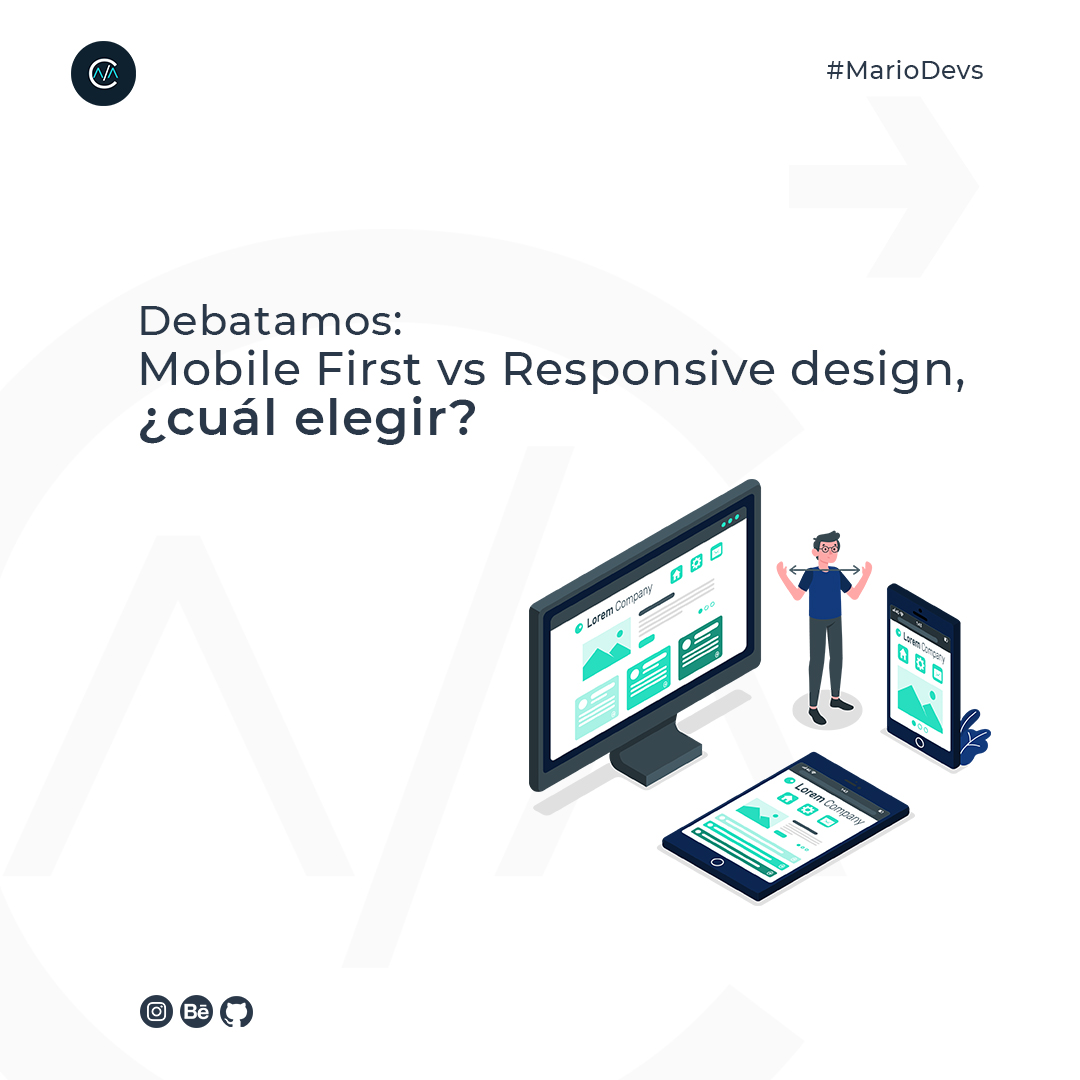 #MarioDevs
Debatamos:
Mobile First vs Responsive design,
¿cuál elegir?
Lorem Company
Lorem Company
Lorem Company
Bē